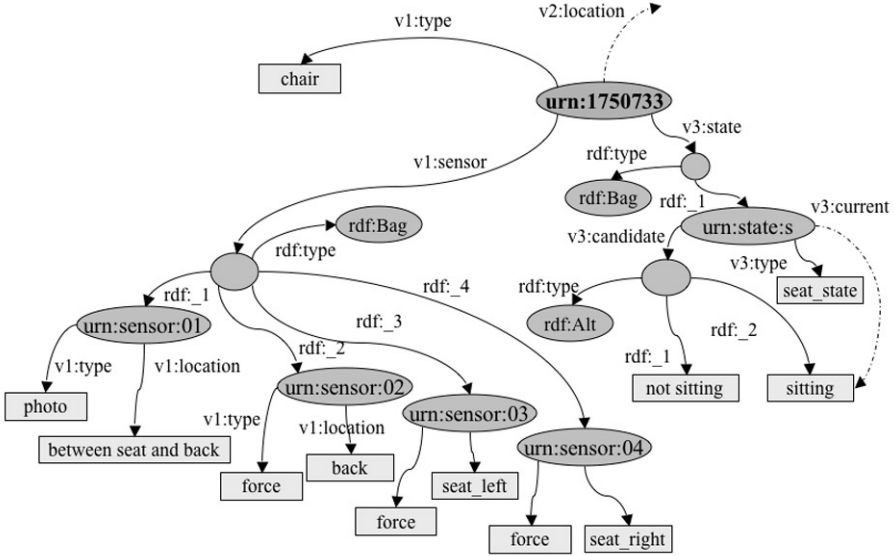 v2:location
v1:type
chair
urn:1750733
v3:state
v1:sensor
rdf:type
rdf:Bag
rdf:_1
v3:current
rdf:Bag
rdf:type
urn:state:s
v3:candidate
v3:type
rdf:_4
rdf:type
seat_state
rdf:_1
urn:sensor:01
rdf:_3
rdf:Alt
rdf:_2
rdf:_2
rdf:_1
v1:type
v1:location
urn:sensor:02
not sitting
sitting
photo
v1:type
v1:location
urn:sensor:03
between seat and back
back
urn:sensor:04
force
seat_left
force
force
seat_right